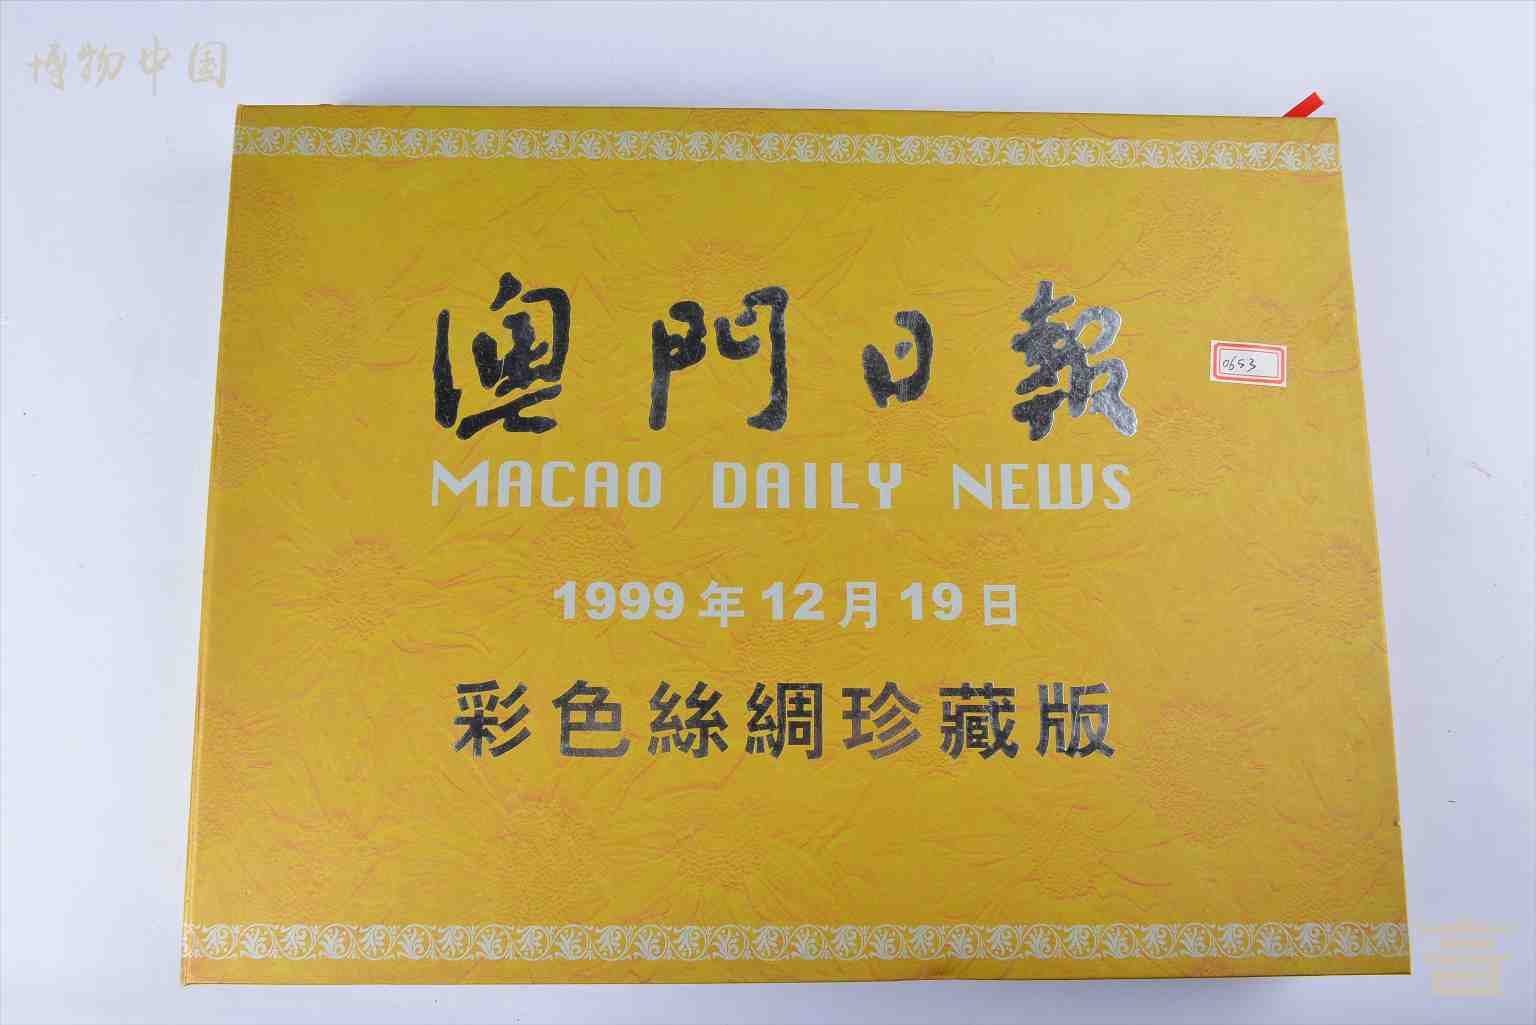 博物中国
澳門日報
0653
MACAO DAILY NEWS
1999年12月19日
彩色絲綢珍藏版